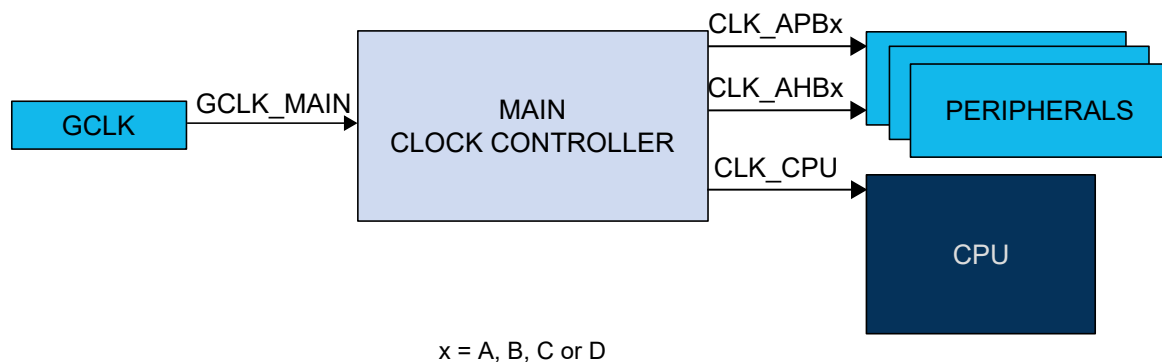 CLK_APBx
GCLK_MAIN
CLK_AHBx
GCLK
MAIN
CLOCK CONTROLLER
PERIPHERALS
CLK_CPU
CPU
x = A, B, C or D